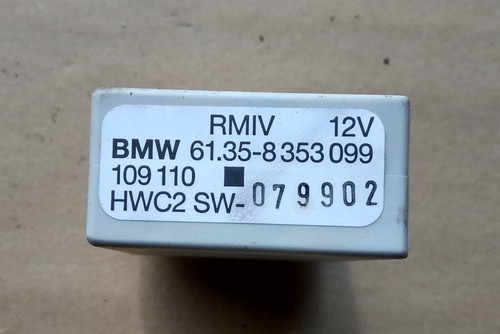 RMIV 12V
BMW 61.35-8 353 099
109 110 ■
HWC2 SW-079902